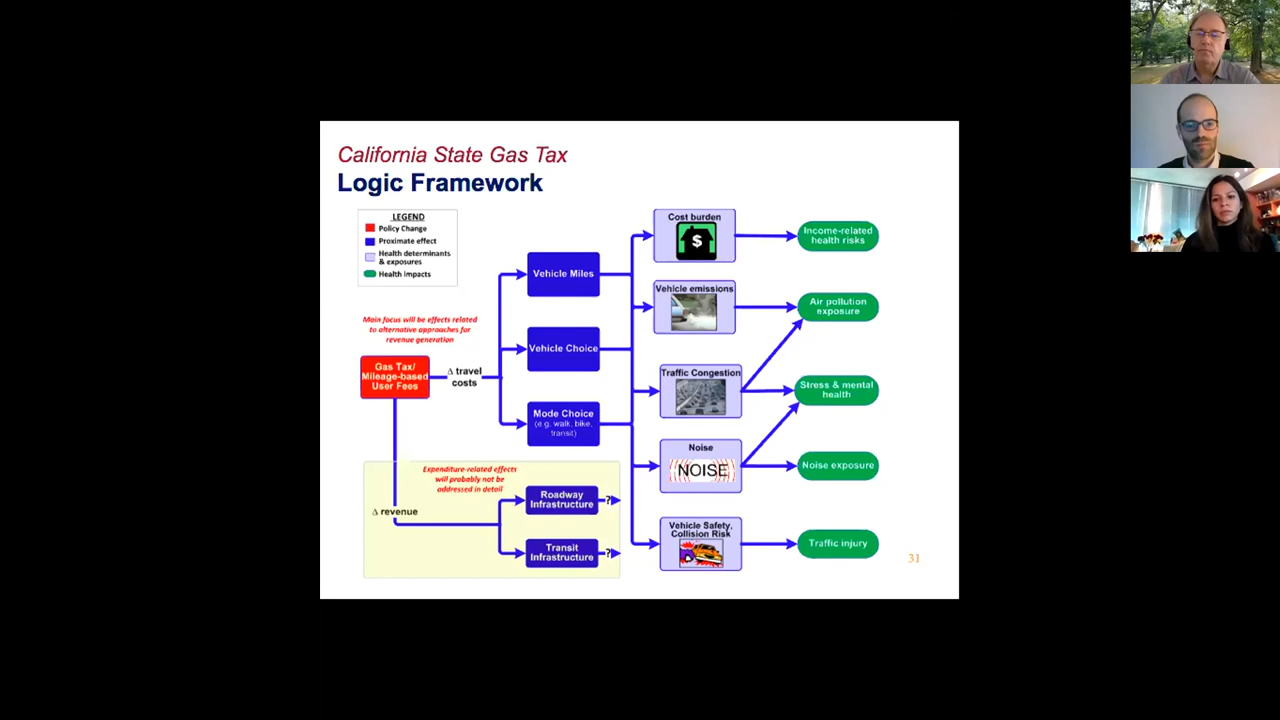 California State Gas Tax
Logic Framework
LEGEND
Policy Change
Proximate effect
Health determinants
& exposures
Health impacts
Main focus will be effects related
to alternative approaches for
revenue generation
Gas Tax/
Mileage-based
User Fees
Δ travel
costs
Vehicle Miles
Vehicle Choice
Mode Choice
(e.g. walk, bike,
transit)
Expenditure-related effects
will probably not be
addressed in detail
Δ revenue
Roadway
Infrastructure
?
Transit
Infrastructure
?
Cost burden
$
Vehicle emissions
Traffic Congestion
Noise
NOISE
Vehicle Safety,
Collision Risk
Income-related
health risks
Air pollution
exposure
Stress & mental
health
Noise exposure
Traffic injury
31